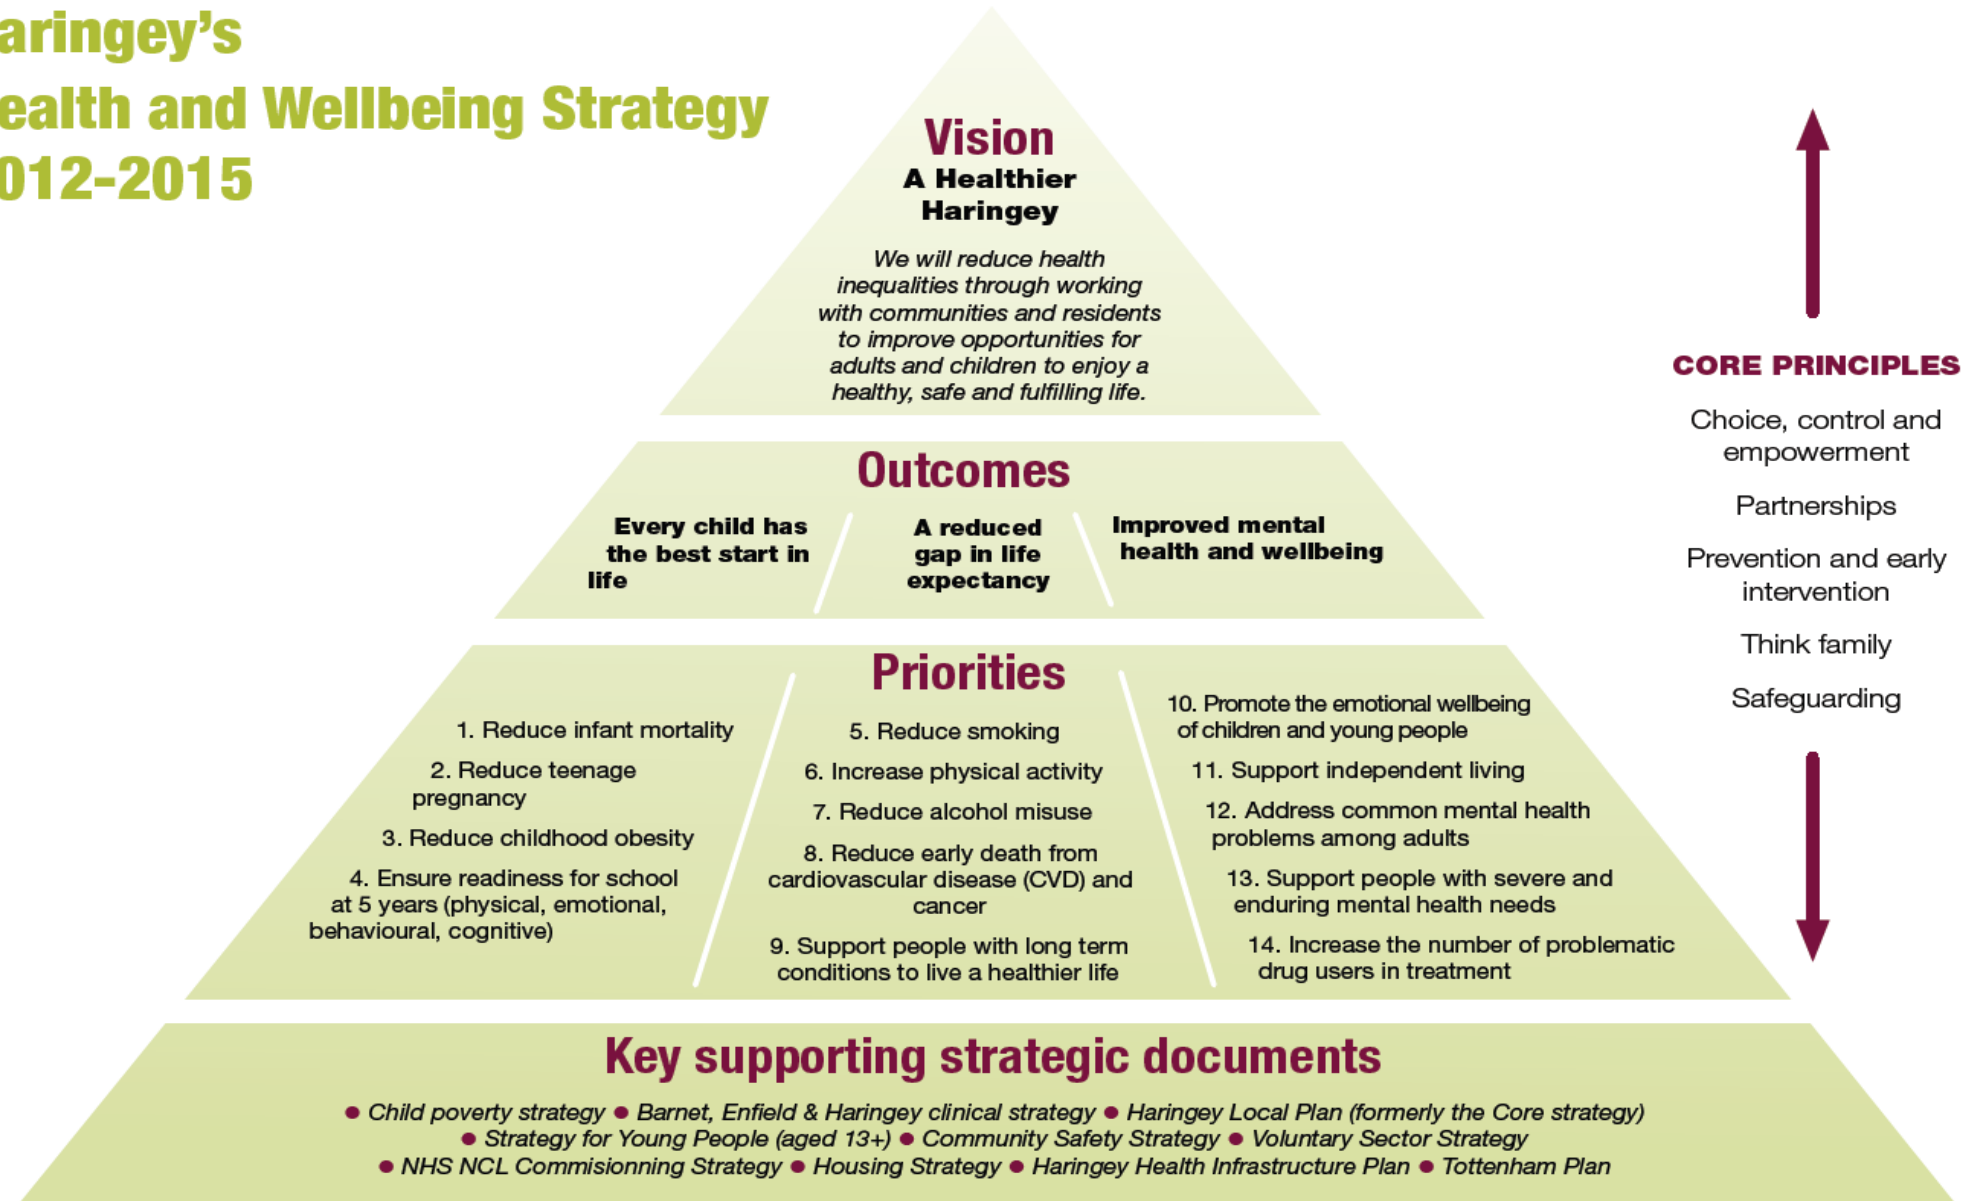 aringey's
ealth and Wellbeing Strategy
012-2015
Vision
A Healthier
Haringey
We will reduce health
inequalities through working
with communities and residents
to improve opportunities for
adults and children to enjoy a
healthy, safe and fulfilling life.
Outcomes
Every child has
the best start in
life
A reduced
gap in life
expectancy
Improved mental
health and wellbeing
Priorities
1. Reduce infant mortality
2. Reduce teenage
pregnancy
3. Reduce childhood obesity
4. Ensure readiness for school
at 5 years (physical, emotional,
behavioural, cognitive)
5. Reduce smoking
6. Increase physical activity
7. Reduce alcohol misuse
8. Reduce early death from
cardiovascular disease (CVD) and
cancer
9. Support people with long term
conditions to live a healthier life
10. Promote the emotional wellbeing
of children and young people
11. Support independent living
12. Address common mental health
problems among adults
13. Support people with severe and
enduring mental health needs
14. Increase the number of problematic
drug users in treatment
Key supporting strategic documents
● Child poverty strategy ● Barnet, Enfield & Haringey clinical strategy ● Haringey Local Plan (formerly the Core strategy)
● Strategy for Young People (aged 13+) ● Community Safety Strategy ● Voluntary Sector Strategy
● NHS NCL Commisionning Strategy ● Housing Strategy ● Haringey Health Infrastructure Plan ● Tottenham Plan
CORE PRINCIPLES
Choice, control and
empowerment
Partnerships
Prevention and early
intervention
Think family
Safeguarding